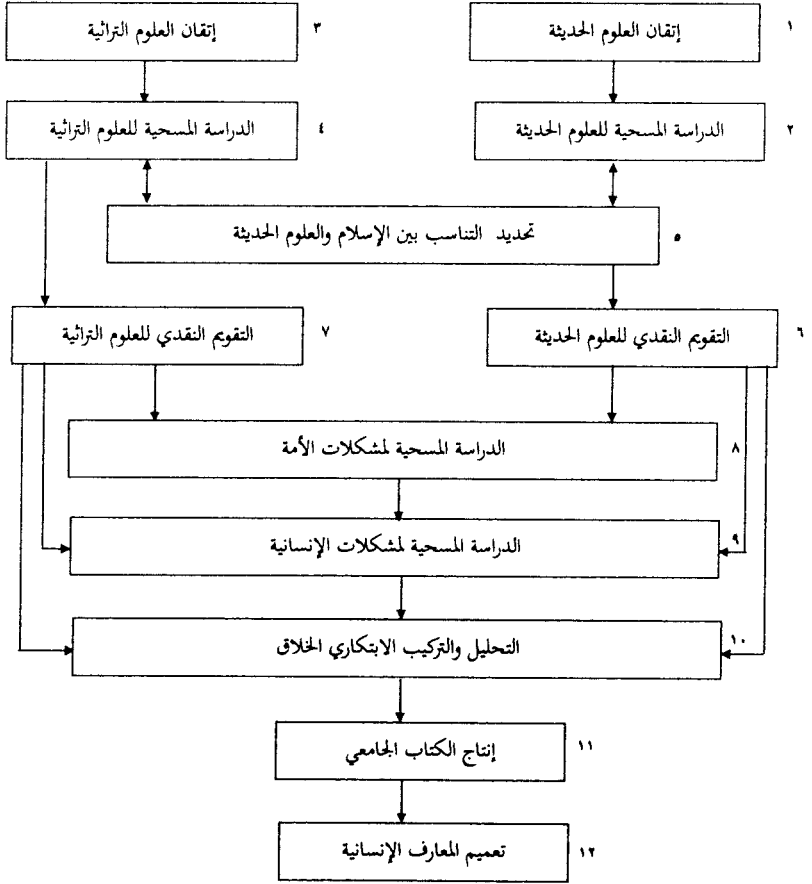 ١ إتقان العلوم الحديثة
٣ إتقان العلوم التراثية
٢ الدراسة المسحية للعلوم الحديثة
٤ الدراسة المسحية للعلوم التراثية
٥ تحديد التناسب بين الإسلام والعلوم الحديثة
٦ التقويم النقدي للعلوم الحديثة
٧ التقويم النقدي للعلوم التراثية
٨ الدراسة المسحية لمشكلات الأمة
٩ الدراسة المسحية لمشكلات الإنسانية
١٠ التحليل والتركيب الابتكاري الخلاق
١١ إنتاج الكتاب الجامعي
١٢ تعميم المعارف الإنسانية